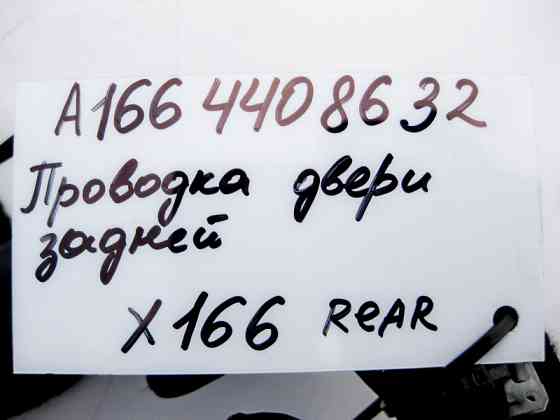 A166 440 86 32
Проводка двери
задней
X166 ReAR